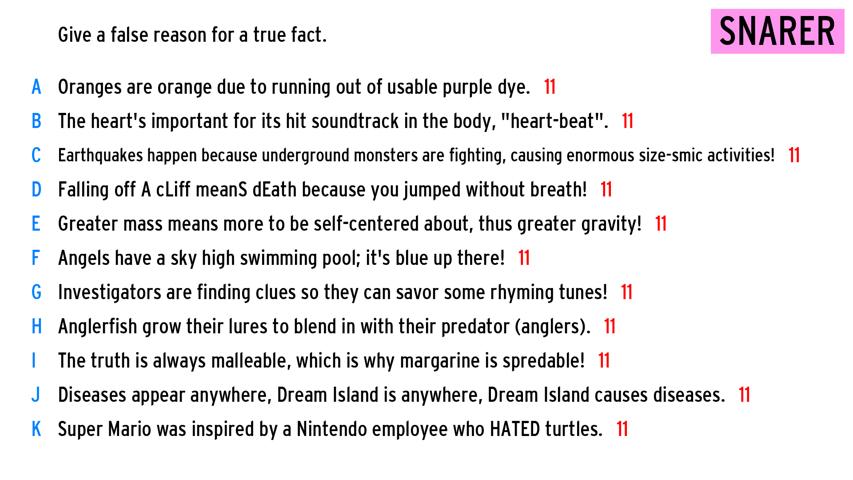 Give a false reason for a true fact.
SNARER
A Oranges are orange due to running out of usable purple dye. 11
B The heart's important for its hit soundtrack in the body, "heart-beat". 11
C Earthquakes happen because underground monsters are fighting, causing enormous size-smic activities! 11
D Falling off A cLiff meanS dEath because you jumped without breath! 11
E Greater mass means more to be self-centered about, thus greater gravity! 11
F Angels have a sky high swimming pool; it's blue up there! 11
G Investigators are finding clues so they can savor some rhyming tunes! 11
H Anglerfish grow their lures to blend in with their predator (anglers). 11
I The truth is always malleable, which is why margarine is spredable! 11
J Diseases appear anywhere, Dream Island is anywhere, Dream Island causes diseases. 11
K Super Mario was inspired by a Nintendo employee who HATED turtles. 11